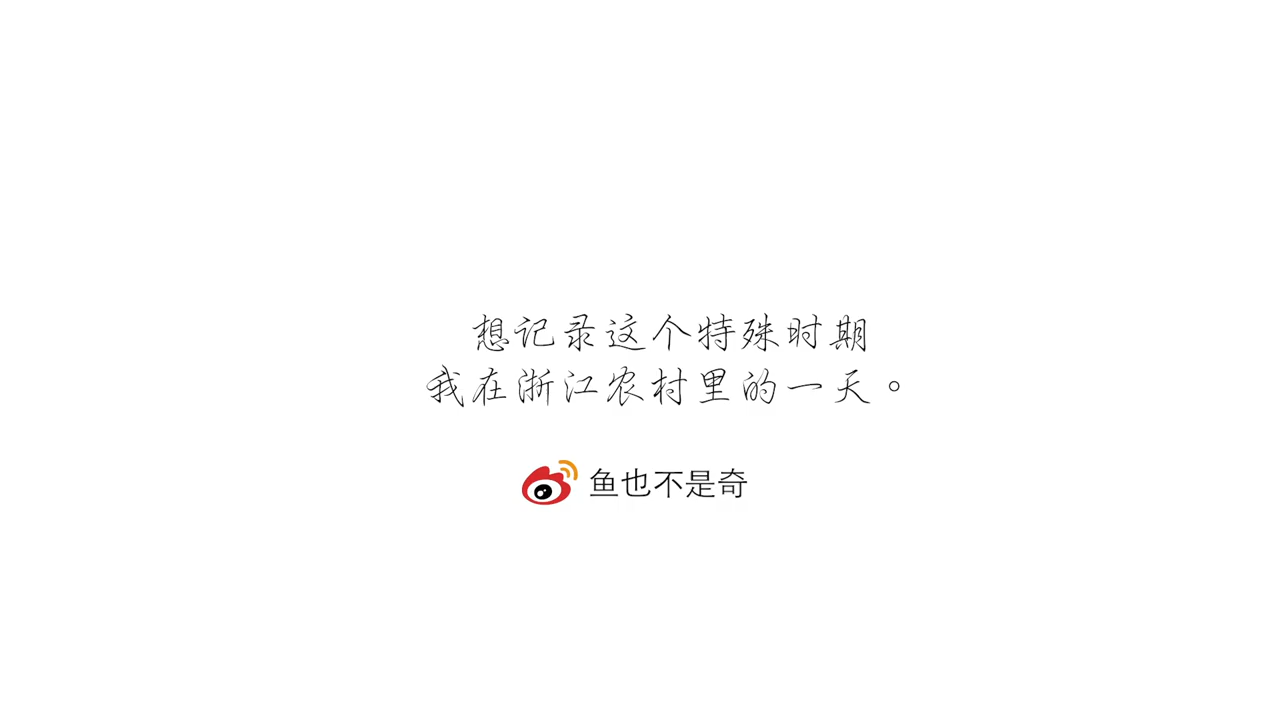 想记录这个特殊时期
我在浙江农村里的一天。
鱼也不是奇